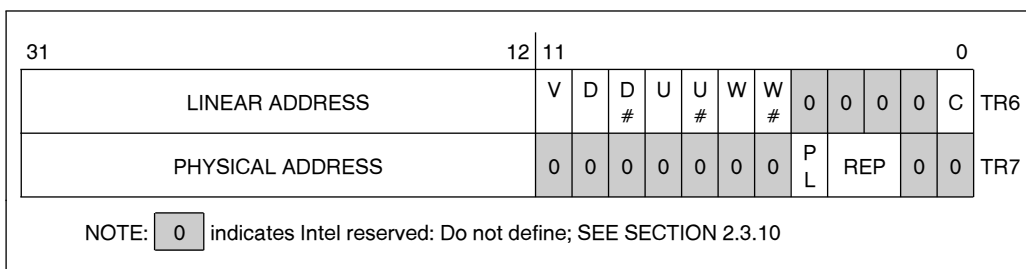 31 12 11 0
LINEAR ADDRESS V D D# U U# W W# 0 0 0 0 C TR6
PHYSICAL ADDRESS 0 0 0 0 0 0 0 PL REP 0 0 TR7
NOTE: 0 indicates Intel reserved: Do not define; SEE SECTION 2.3.10